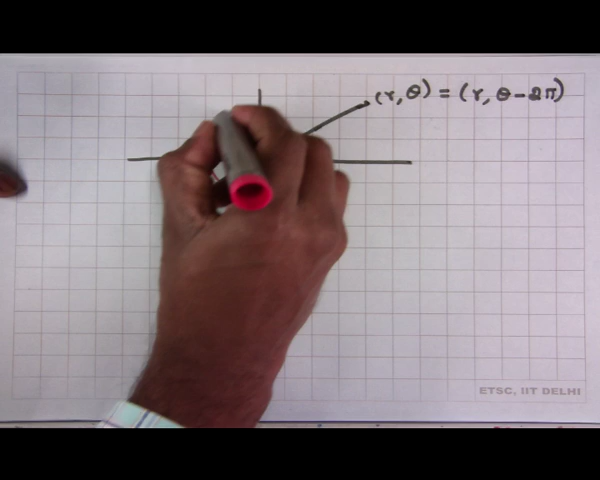 (r, θ) = (r, θ-2π)
ETSC, IIT DELHI